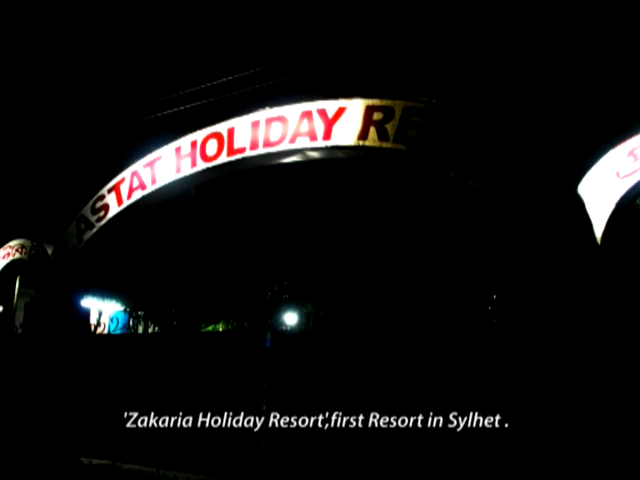 ASTAT HOLIDAY RE
'Zakaria Holiday Resort',first Resort in Sylhet .